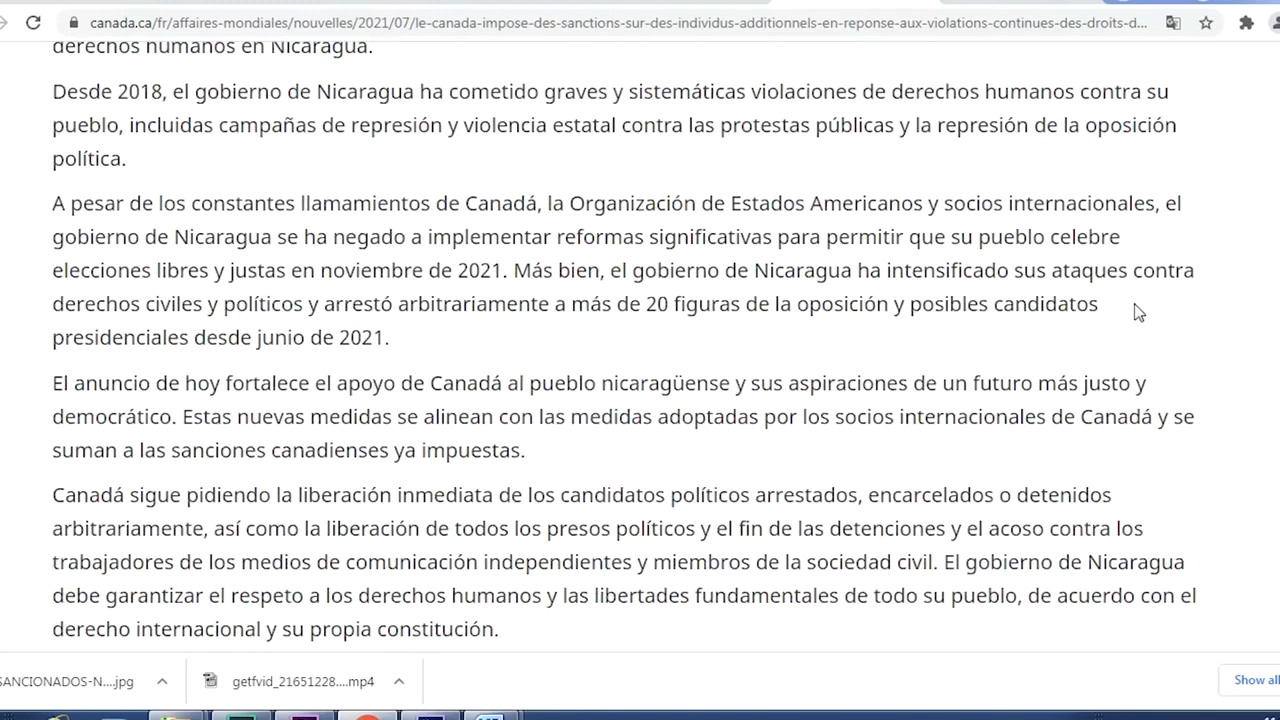 canada.ca/fr/affaires-mondiales/nouvelles/2021/07/le-canada-impose-des-sanctions-sur-des-individus-additionnels-en-reponse-aux-violations-continues-des-droits-d...
derechos humanos en Nicaragua.
Desde 2018, el gobierno de Nicaragua ha cometido graves y sistemáticas violaciones de derechos humanos contra su
pueblo, incluidas campañas de represión y violencia estatal contra las protestas públicas y la represión de la oposición
política.
A pesar de los constantes llamamientos de Canadá, la Organización de Estados Americanos y socios internacionales, el
gobierno de Nicaragua se ha negado a implementar reformas significativas para permitir que su pueblo celebre
elecciones libres y justas en noviembre de 2021. Más bien, el gobierno de Nicaragua ha intensificado sus ataques contra
derechos civiles y políticos y arrestó arbitrariamente a más de 20 figuras de la oposición y posibles candidatos
presidenciales desde junio de 2021.
El anuncio de hoy fortalece el apoyo de Canadá al pueblo nicaragüense y sus aspiraciones de un futuro más justo y
democrático. Estas nuevas medidas se alinean con las medidas adoptadas por los socios internacionales de Canadá y se
suman a las sanciones canadienses ya impuestas.
Canadá sigue pidiendo la liberación inmediata de los candidatos políticos arrestados, encarcelados o detenidos
arbitrariamente, así como la liberación de todos los presos políticos y el fin de las detenciones y el acoso contra los
trabajadores de los medios de comunicación independientes y miembros de la sociedad civil. El gobierno de Nicaragua
debe garantizar el respeto a los derechos humanos y las libertades fundamentales de todo su pueblo, de acuerdo con el
derecho internacional y su propia constitución.
SANCIONADOS-N....jpg getfvid_21651228....mp4 Show all